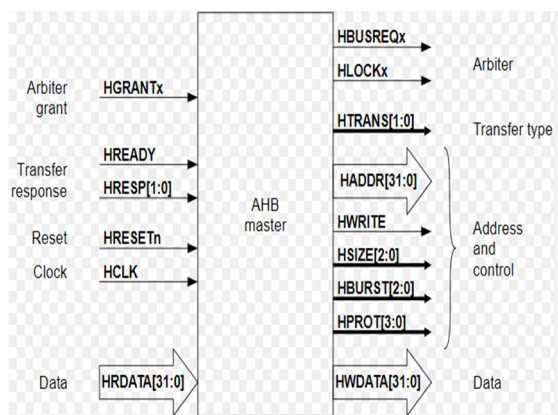 Arbiter
grant
HGRANTx
Transfer
response
HREADY
HRESP[1:0]
Reset
HRESETn
Clock
HCLK
Data
HRDATA[31:0]
AHB
master
HBUSREQx
HLOCKx
Arbiter
HTRANS[1:0]
Transfer type
HADDR[31:0]
HWRITE
HSIZE[2:0]
HBURST[2:0]
HPROT[3:0]
Address
and
control
HWDATA[31:0]
Data